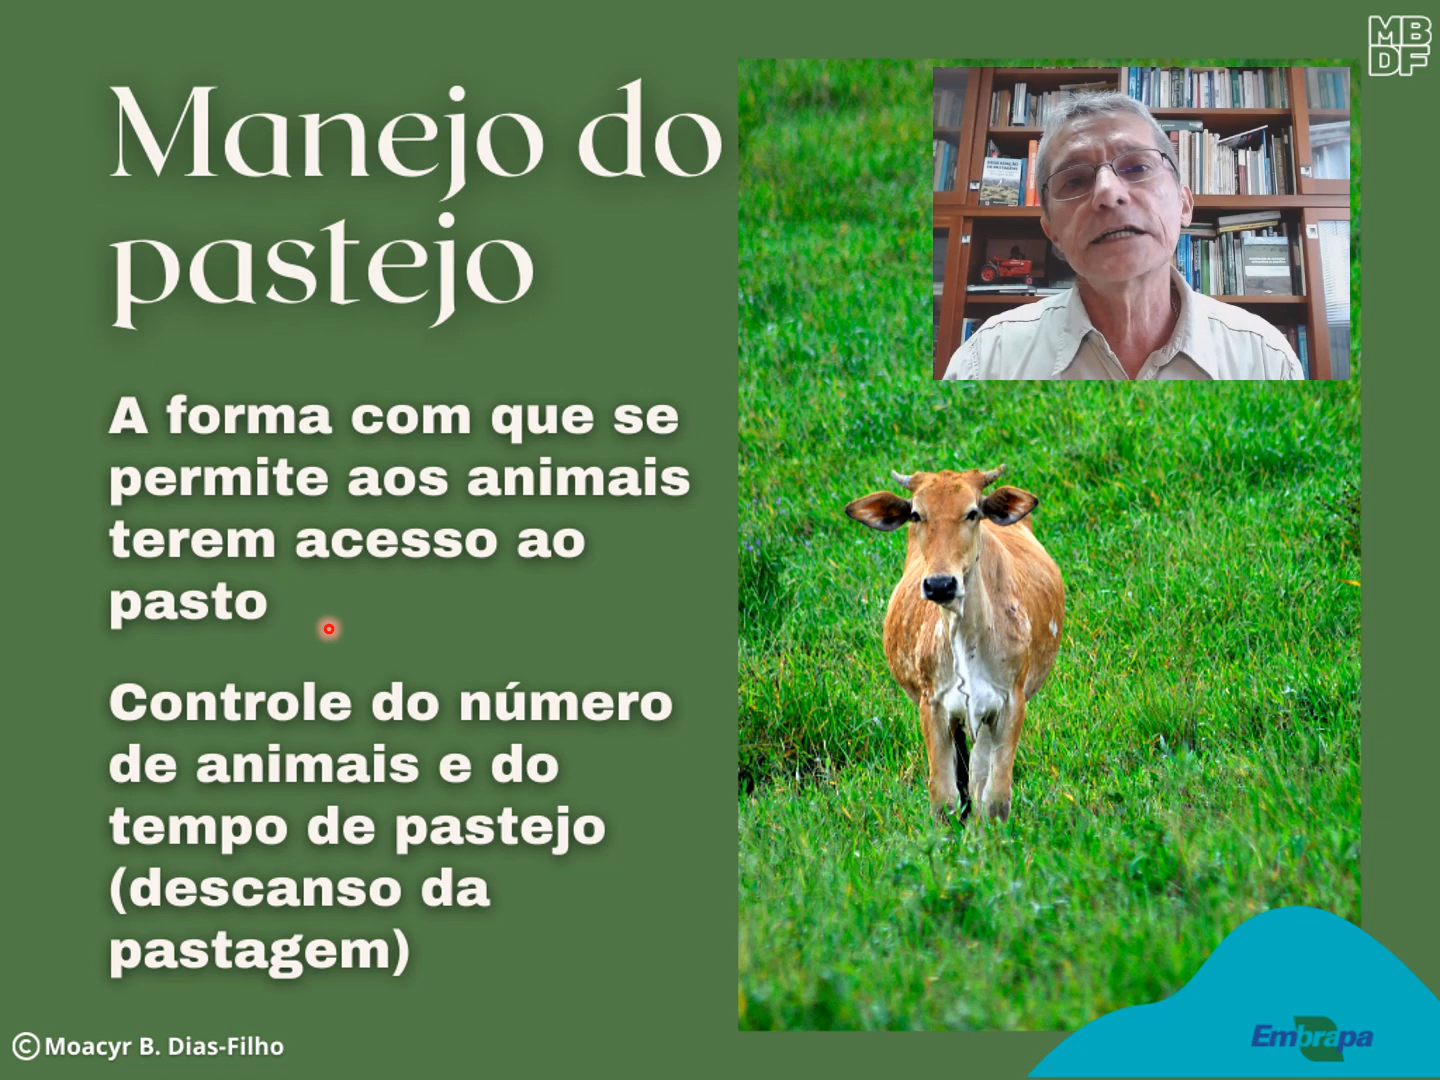 MB
DF
Manejo do
pastejo
A forma com que se
permite aos animais
terem acesso ao
pasto
Controle do número
de animais e do
tempo de pastejo
(descanso da
pastagem)
©Moacyr B. Dias-Filho
Embrapa